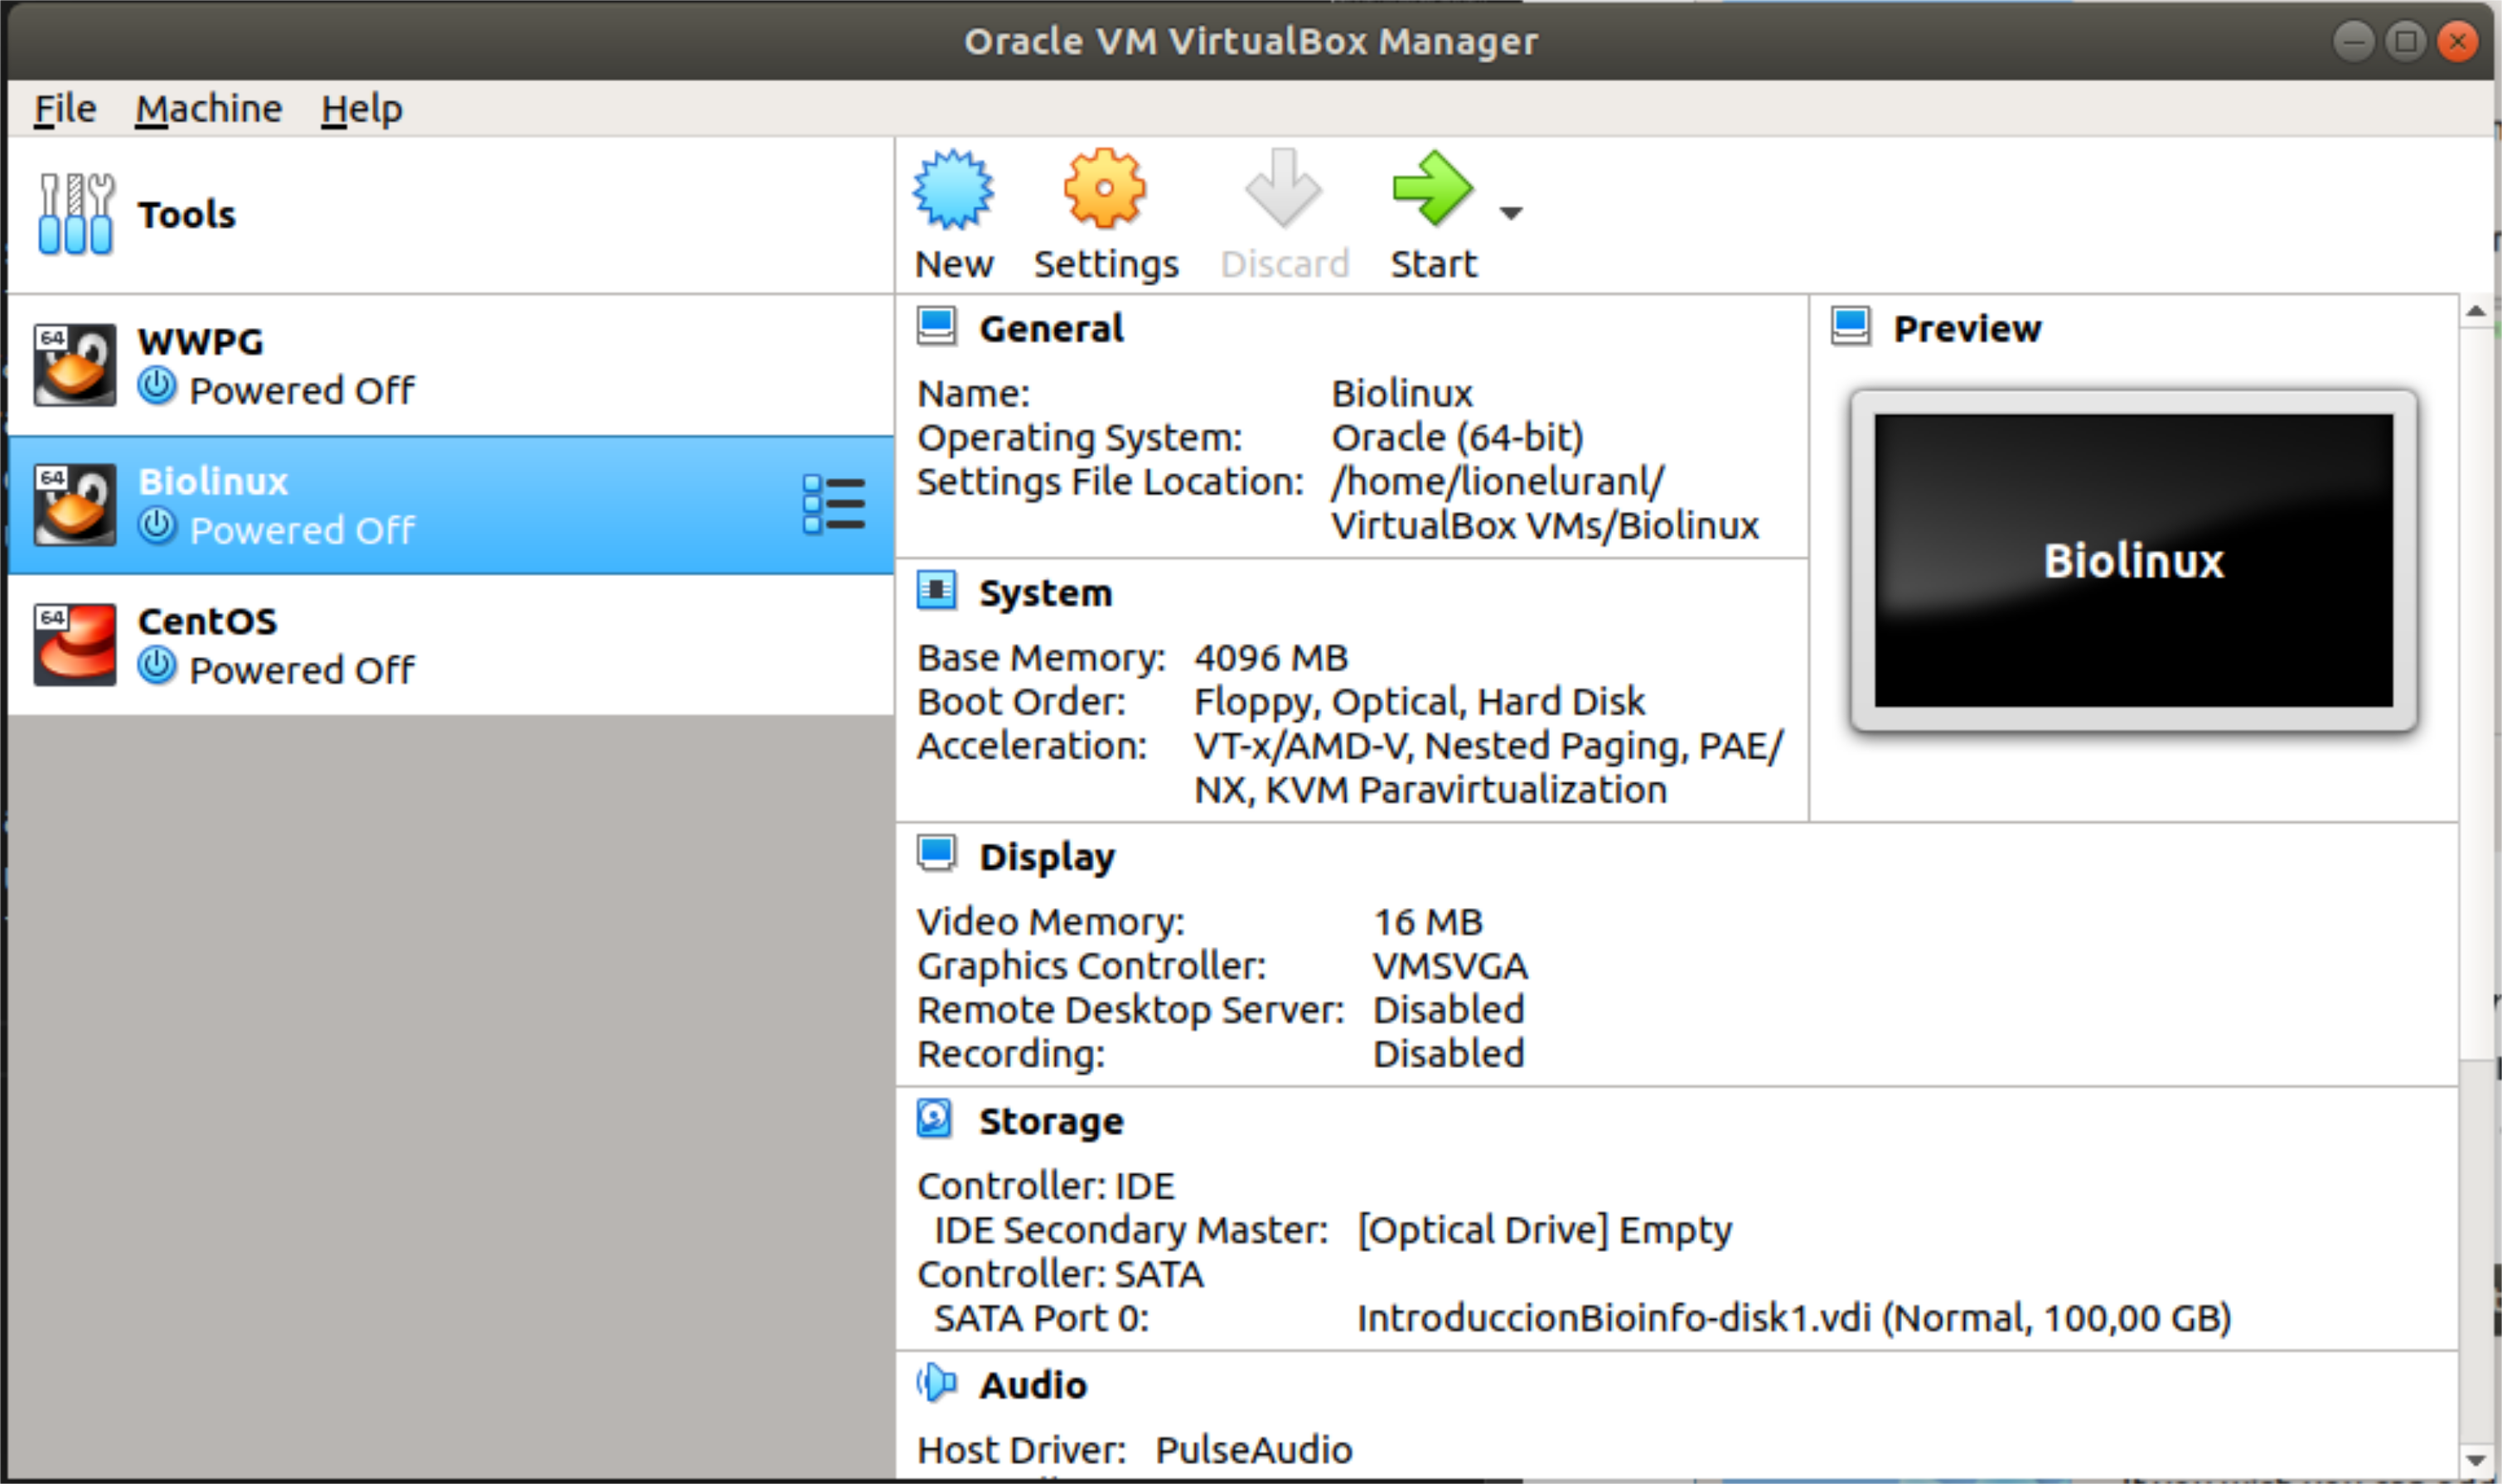 Oracle VM VirtualBox Manager
File Machine Help
Tools
New Settings Discard Start
64 WWPG
Powered Off
64 Biolinux
Powered Off
64 CentOS
Powered Off
General
Name: Biolinux
Operating System: Oracle (64-bit)
Settings File Location: /home/lioneluranl/
VirtualBox VMs/Biolinux
Preview
Biolinux
System
Base Memory: 4096 MB
Boot Order: Floppy, Optical, Hard Disk
Acceleration: VT-x/AMD-V, Nested Paging, PAE/
NX, KVM Paravirtualization
Display
Video Memory: 16 MB
Graphics Controller: VMSVGA
Remote Desktop Server: Disabled
Recording: Disabled
Storage
Controller: IDE
IDE Secondary Master: [Optical Drive] Empty
Controller: SATA
SATA Port 0: IntroduccionBioinfo-disk1.vdi (Normal, 100,00 GB)
Audio
Host Driver: PulseAudio